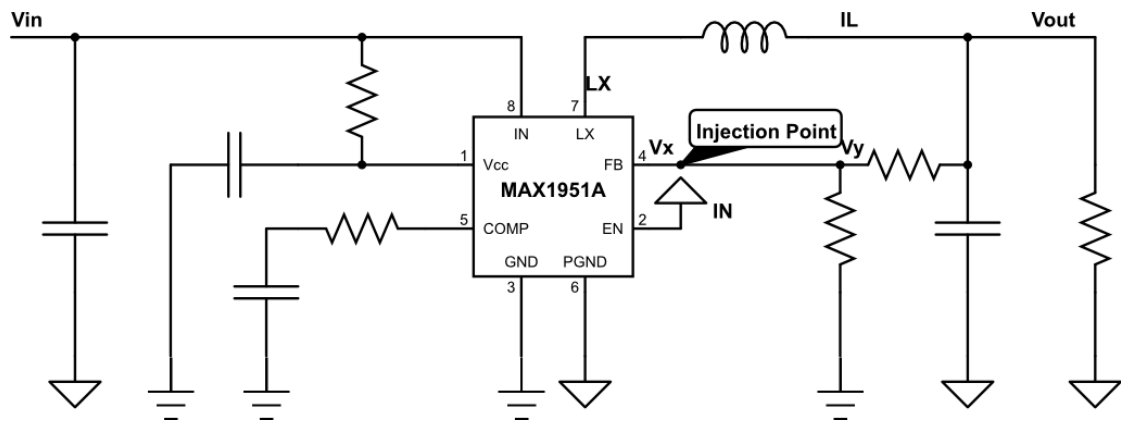 Vin
IL
Vout
LX
8
7
IN
LX
Injection Point
Vx
Vy
1
Vcc
FB
4
MAX1951A
IN
5
COMP
EN
2
GND
PGND
3
6